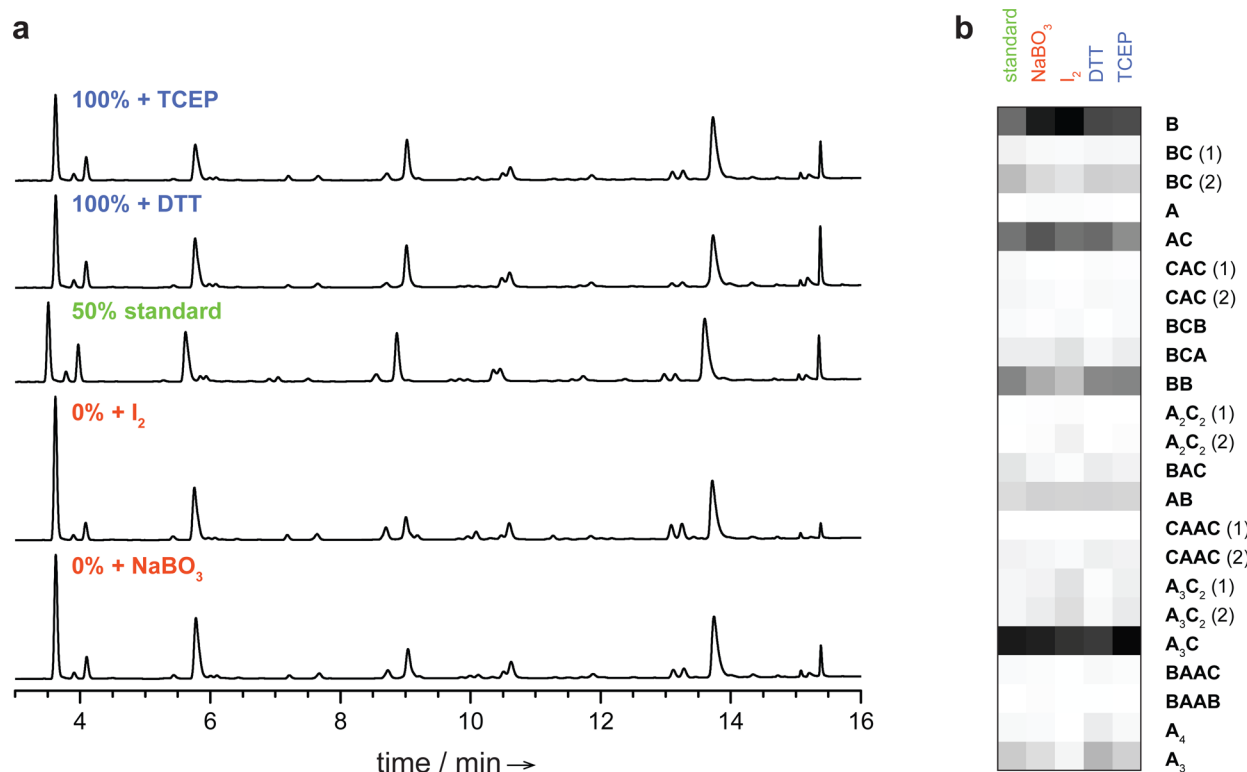 a
100% + TCEP
100% + DTT
50% standard
0% + I₂
0% + NaBO₃
4 6 8 10 12 14 16
time / min →
b
standard
NaBO₃
I₂
DTT
TCEP
B
BC (1)
BC (2)
A
AC
CAC (1)
CAC (2)
BCB
BCA
BB
A₂C₂ (1)
A₂C₂ (2)
BAC
AB
CAAC (1)
CAAC (2)
A₃C₂ (1)
A₃C₂ (2)
A₃C
BAAC
BAAB
A₄
A₃